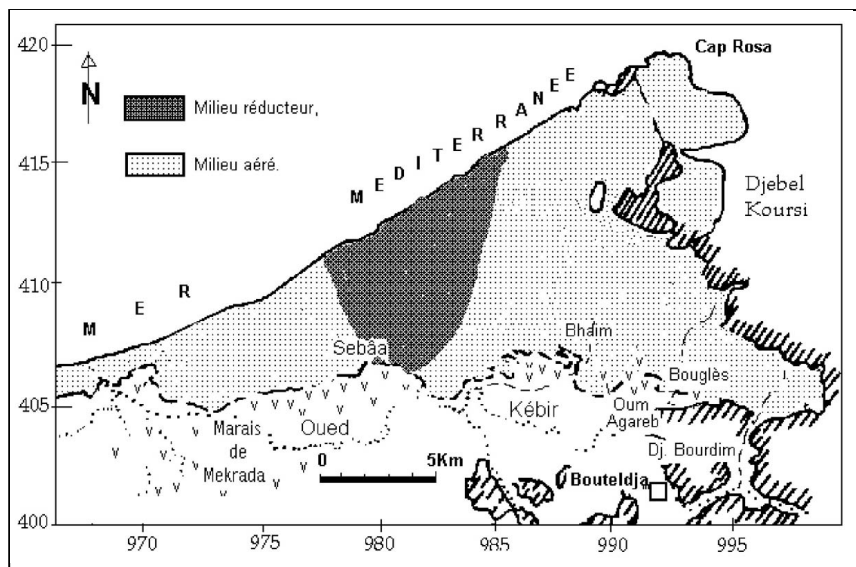 420
415
410
405
400
N
Milieu réducteur,
Milieu aéré.
MER MEDITERRANEE
Cap Rosa
Djebel
Koursi
Sebâa
Bhaim
Bouglès
Marais
de
Mekrada
Oued
Kébir
Oum
Agareb
Dj. Bourdim
0 5Km
Bouteldja
970 975 980 985 990 995